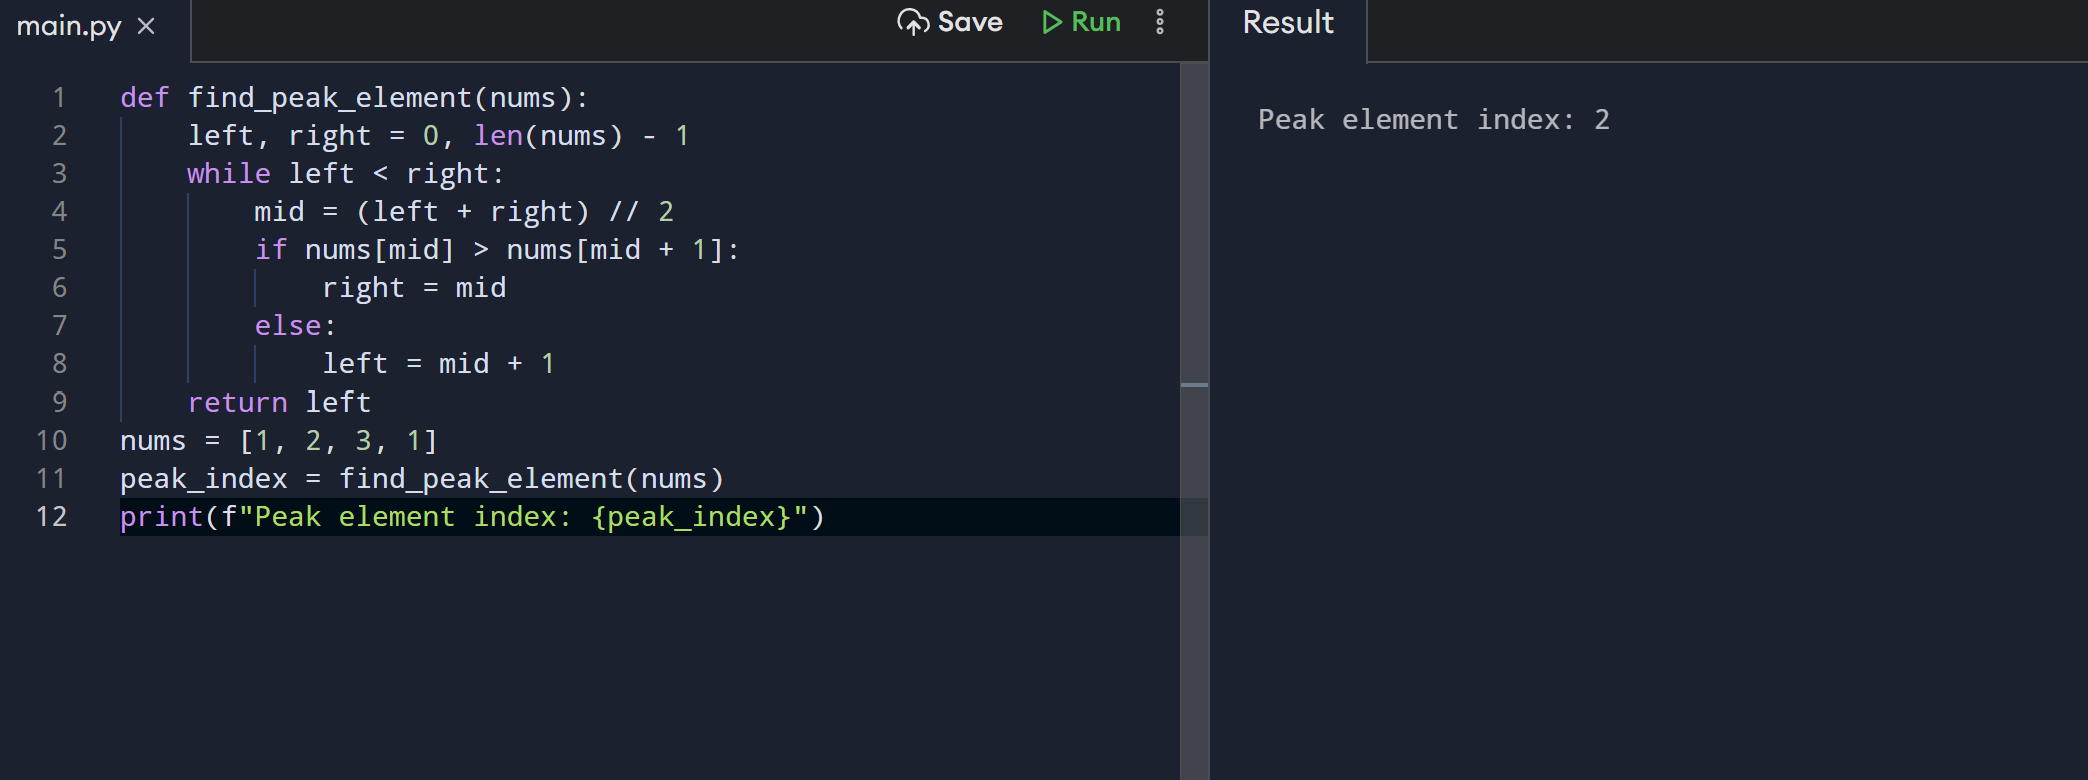 main.py × Save Run
Result
1 def find_peak_element(nums):
2     left, right = 0, len(nums) - 1
3     while left < right:
4         mid = (left + right) // 2
5         if nums[mid] > nums[mid + 1]:
6             right = mid
7         else:
8             left = mid + 1
9     return left
10 nums = [1, 2, 3, 1]
11 peak_index = find_peak_element(nums)
12 print(f"Peak element index: {peak_index}")
Peak element index: 2